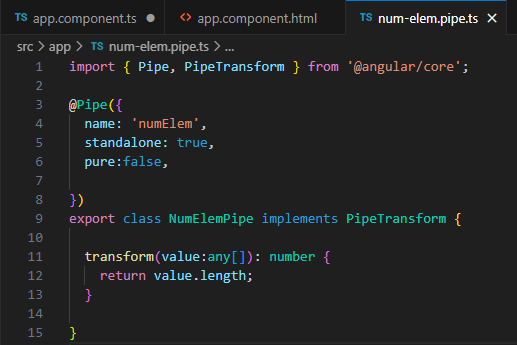 TS app.component.ts ●
<> app.component.html
TS num-elem.pipe.ts ×
src > app > TS num-elem.pipe.ts > ...
1 import { Pipe, PipeTransform } from '@angular/core';
2
3 @Pipe({
4   name: 'numElem',
5   standalone: true,
6   pure:false,
7
8 })
9 export class NumElemPipe implements PipeTransform {
10
11   transform(value:any[]): number {
12     return value.length;
13   }
14
15 }